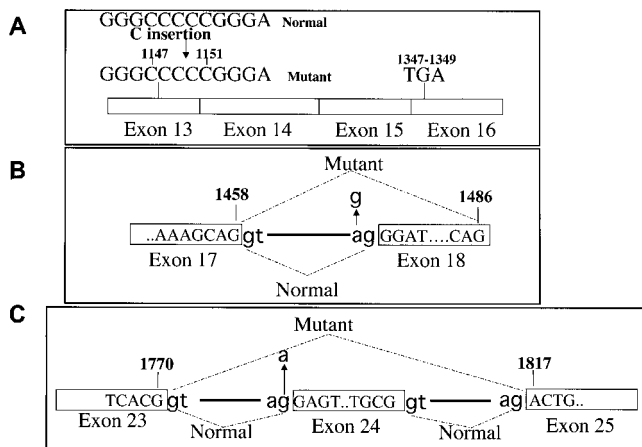 A
GGGCCCCCCGGGA Normal
C insertion
1147 1151 1347-1349
GGGCCCCCCGGGA Mutant TGA
Exon 13 Exon 14 Exon 15 Exon 16
B
Mutant
1458 g 1486
..AAAGCAG gt ag GGAT....CAG
Exon 17 Exon 18
Normal
C
Mutant
1770 a 1817
TCACG gt ag GAGT..TGCG gt ag ACTG..
Exon 23 Exon 24 Exon 25
Normal Normal